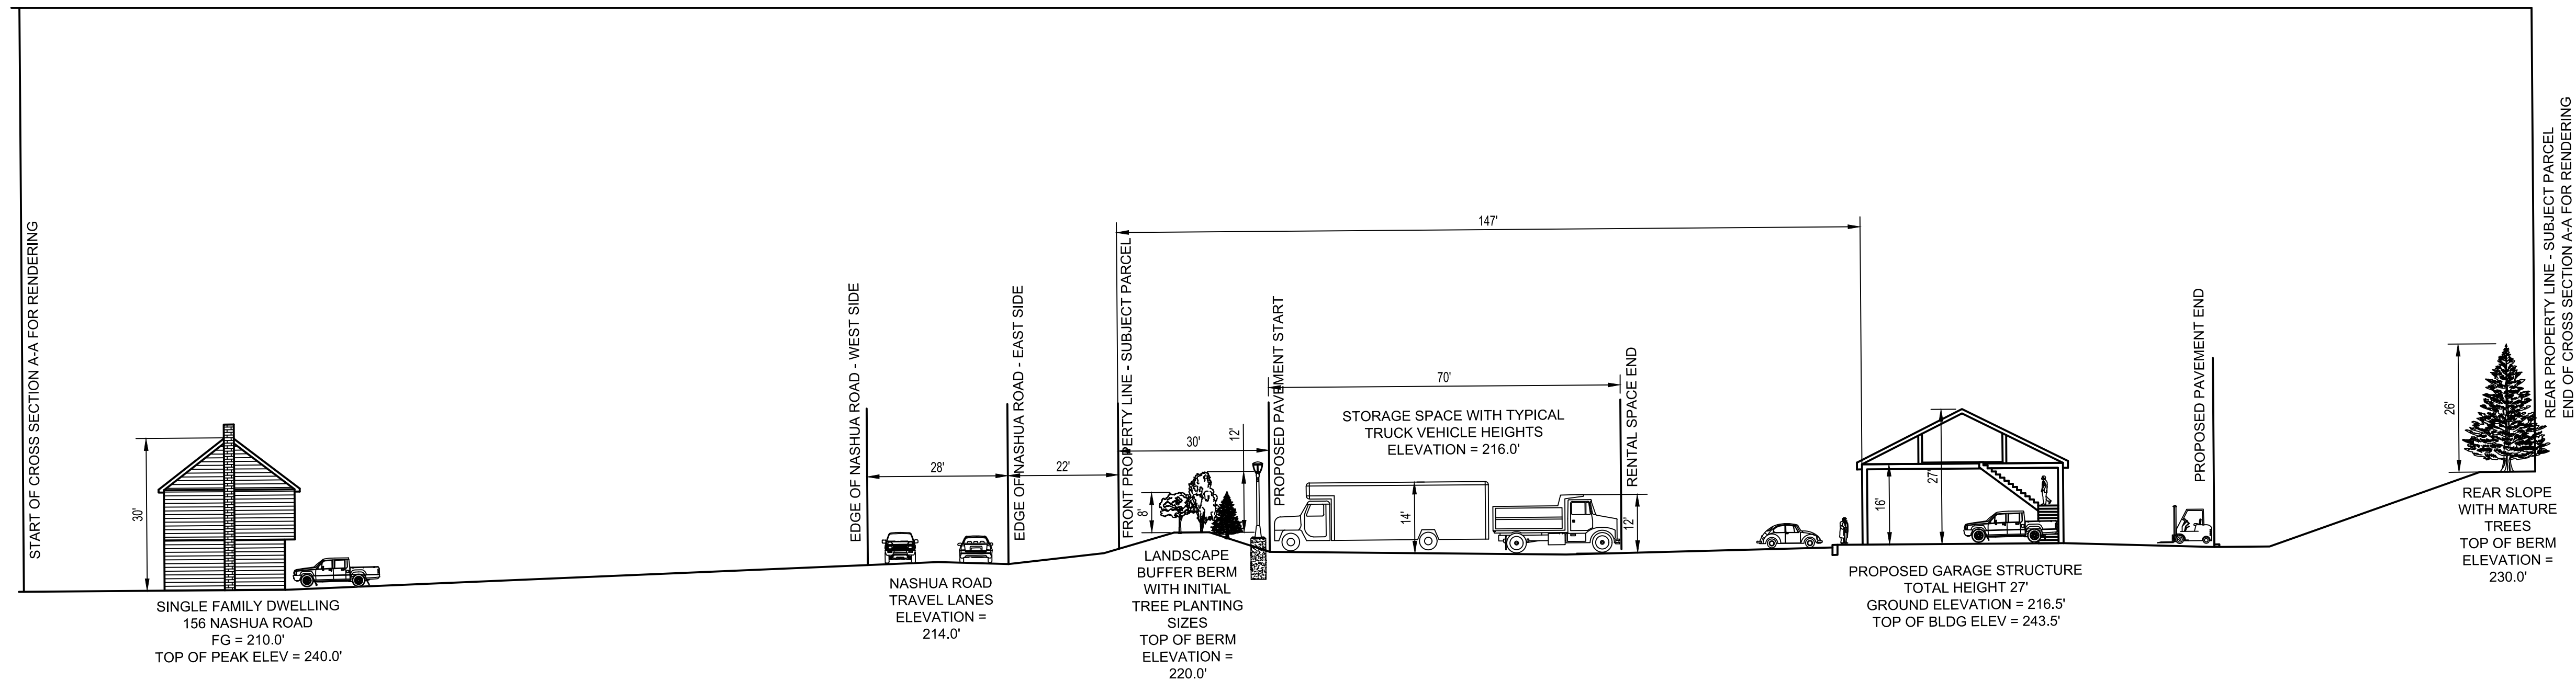 START OF CROSS SECTION A-A FOR RENDERING
30'
SINGLE FAMILY DWELLING
156 NASHUA ROAD
FG = 210.0'
TOP OF PEAK ELEV = 240.0'
EDGE OF NASHUA ROAD - WEST SIDE
28'
NASHUA ROAD
TRAVEL LANES
ELEVATION =
214.0'
EDGE OF NASHUA ROAD - EAST SIDE
22'
FRONT PROPERTY LINE - SUBJECT PARCEL
147'
30'
12'
8'
LANDSCAPE
BUFFER BERM
WITH INITIAL
TREE PLANTING
SIZES
TOP OF BERM
ELEVATION =
220.0'
PROPOSED PAVEMENT START
70'
STORAGE SPACE WITH TYPICAL
TRUCK VEHICLE HEIGHTS
ELEVATION = 216.0'
14'
12'
RENTAL SPACE END
16'
27'
PROPOSED GARAGE STRUCTURE
TOTAL HEIGHT 27'
GROUND ELEVATION = 216.5'
TOP OF BLDG ELEV = 243.5'
PROPOSED PAVEMENT END
26'
REAR SLOPE
WITH MATURE
TREES
TOP OF BERM
ELEVATION =
230.0'
REAR PROPERTY LINE - SUBJECT PARCEL
END OF CROSS SECTION A-A FOR RENDERING